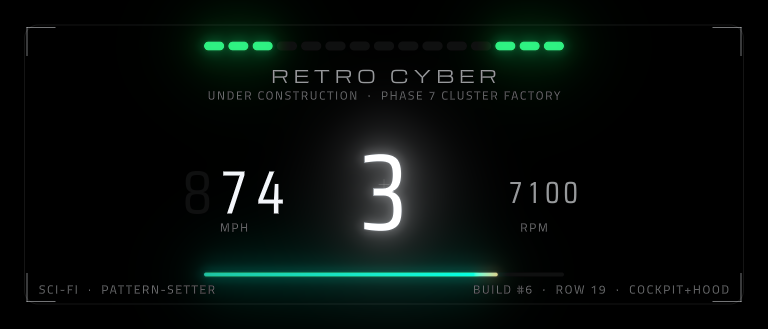 RETRO CYBER
UNDER CONSTRUCTION · PHASE 7 CLUSTER FACTORY
74
3
7100
MPH
RPM
SCI-FI · PATTERN-SETTER
BUILD #6 · ROW 19 · COCKPIT+HOOD